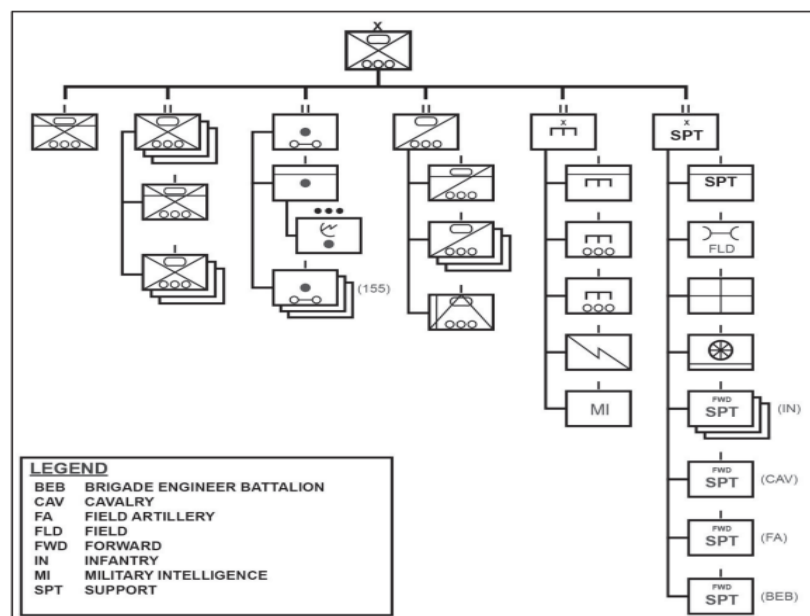 X
II
II
II
II
II
X
X
SPT
SPT
FLD
(155)
MI
FWD
SPT
(IN)
FWD
SPT
(CAV)
FWD
SPT
(FA)
FWD
SPT
(BEB)
LEGEND
BEB BRIGADE ENGINEER BATTALION
CAV CAVALRY
FA FIELD ARTILLERY
FLD FIELD
FWD FORWARD
IN INFANTRY
MI MILITARY INTELLIGENCE
SPT SUPPORT